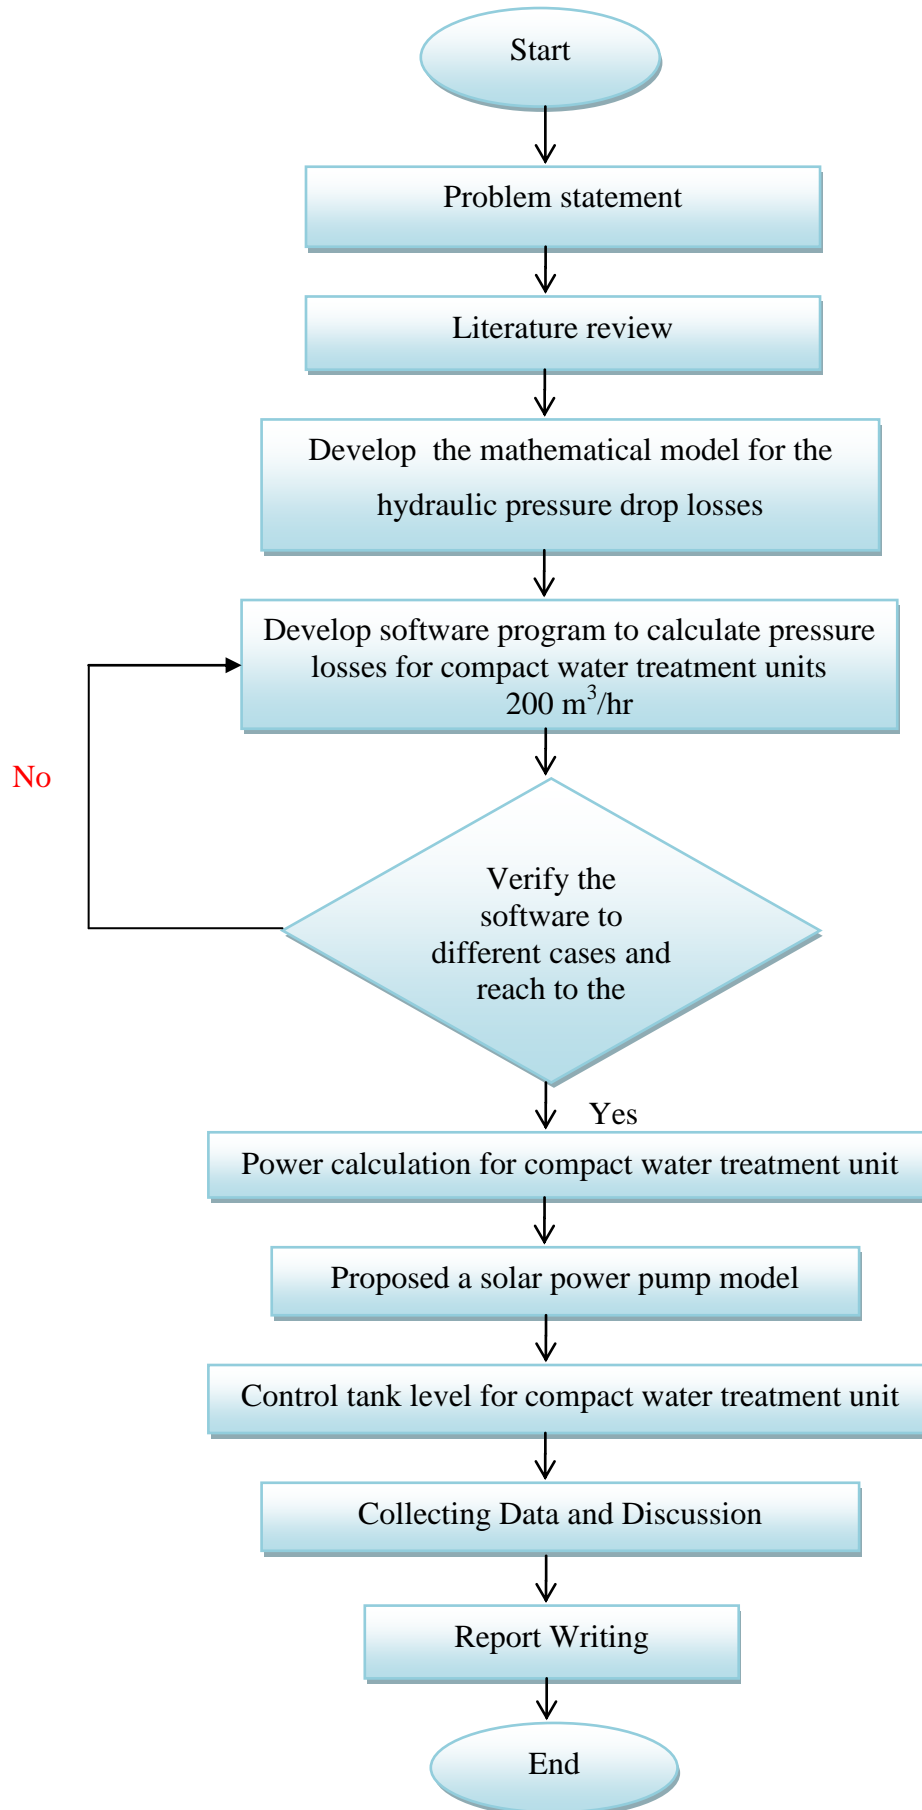 Start
Problem statement
Literature review
Develop the mathematical model for the
hydraulic pressure drop losses
Develop software program to calculate pressure
losses for compact water treatment units
200 m³/hr
No
Verify the
software to
different cases and
reach to the
Yes
Power calculation for compact water treatment unit
Proposed a solar power pump model
Control tank level for compact water treatment unit
Collecting Data and Discussion
Report Writing
End